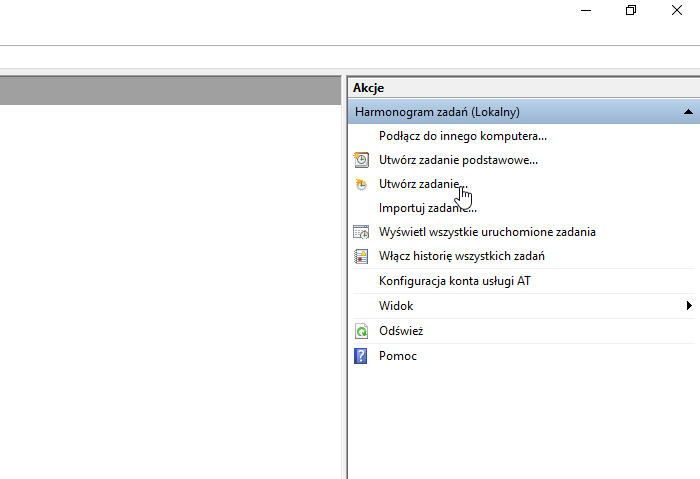 Akcje
Harmonogram zadań (Lokalny)
Podłącz do innego komputera...
Utwórz zadanie podstawowe...
Utwórz zadanie...
Importuj zadanie...
Wyświetl wszystkie uruchomione zadania
Włącz historię wszystkich zadań
Konfiguracja konta usługi AT
Widok
Odśwież
Pomoc